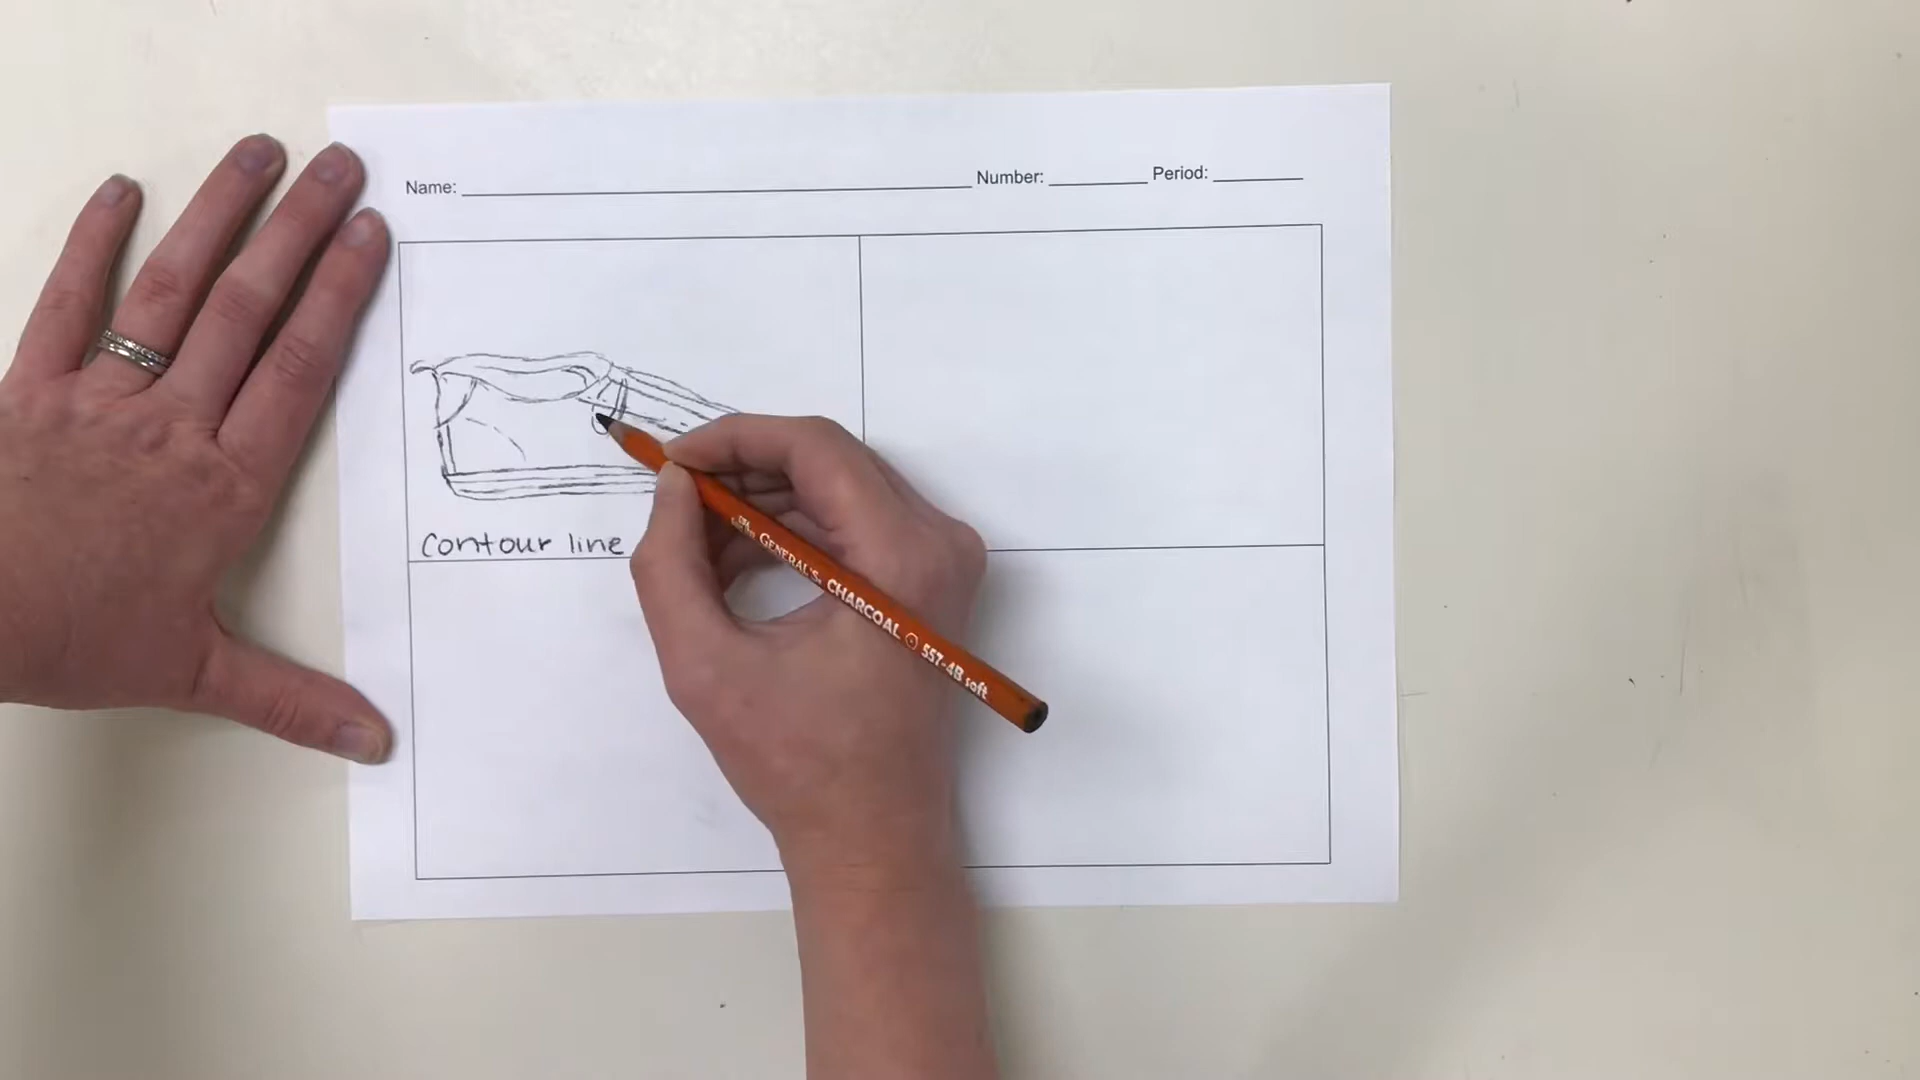 Name: Number: Period:
Contour line
GENERAL'S CHARCOAL 557-4B soft